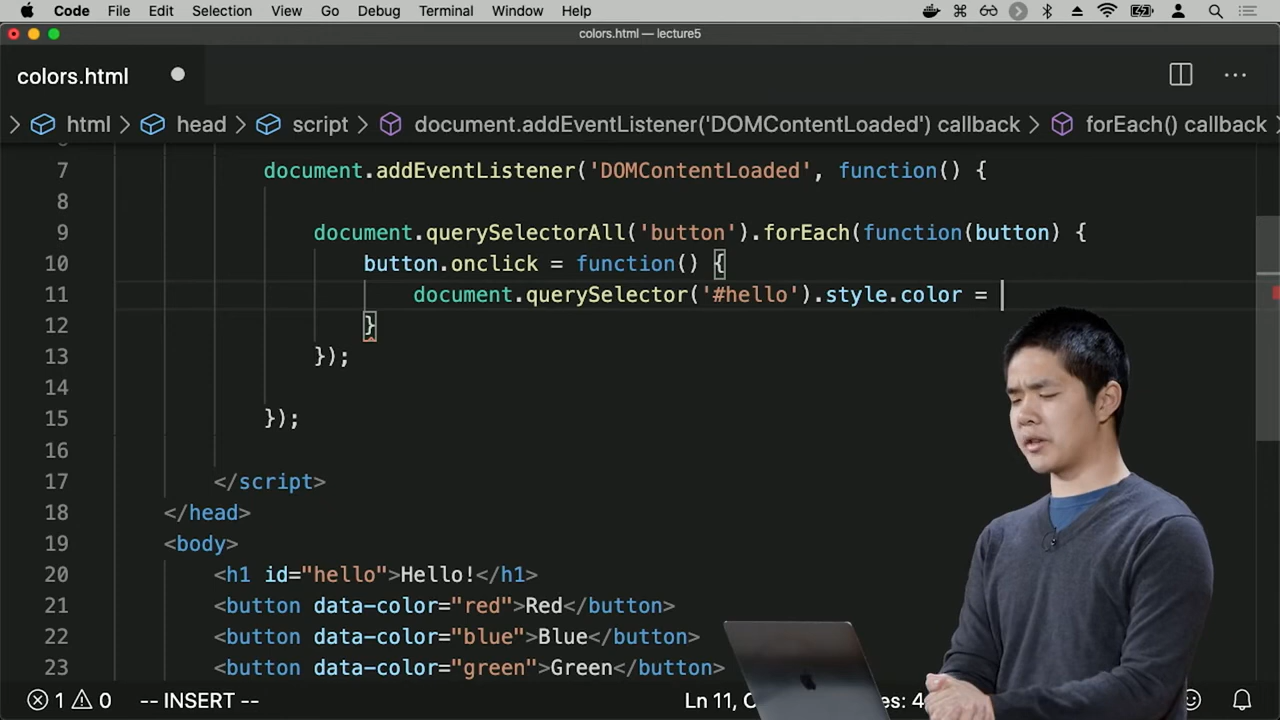 Code File Edit Selection View Go Debug Terminal Window Help
colors.html — lecture5
colors.html
html head script document.addEventListener('DOMContentLoaded') callback forEach() callback
7 document.addEventListener('DOMContentLoaded', function() {
8
9 document.querySelectorAll('button').forEach(function(button) {
10 button.onclick = function() {
11 document.querySelector('#hello').style.color =
12 }
13 });
14
15 });
16
17 </script>
18 </head>
19 <body>
20 <h1 id="hello">Hello!</h1>
21 <button data-color="red">Red</button>
22 <button data-color="blue">Blue</button>
23 <button data-color="green">Green</button>
1 0 -- INSERT -- Ln 11,